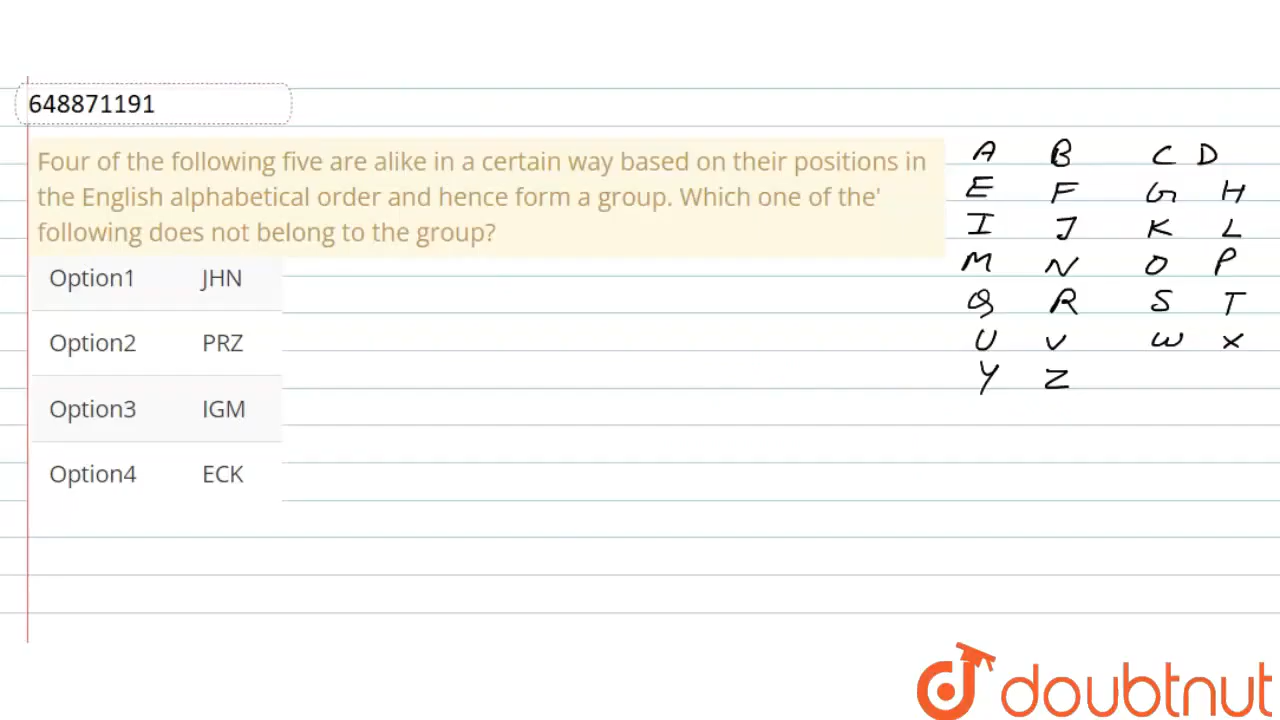 648871191
Four of the following five are alike in a certain way based on their positions in
the English alphabetical order and hence form a group. Which one of the'
following does not belong to the group?
Option1 JHN
Option2 PRZ
Option3 IGM
Option4 ECK
A B C D
E F G H
I J K L
M N O P
Q R S T
U V W X
Y Z
doubtnut